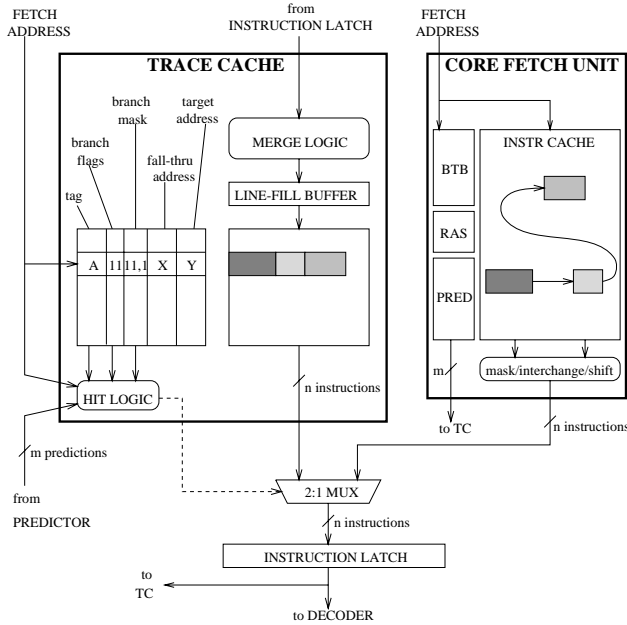 FETCH
ADDRESS
from
INSTRUCTION LATCH
FETCH
ADDRESS
TRACE CACHE
CORE FETCH UNIT
branch
mask
target
address
branch
flags
fall-thru
address
tag
MERGE LOGIC
LINE-FILL BUFFER
A
11
11,1
X
Y
HIT LOGIC
n instructions
m predictions
from
PREDICTOR
INSTR CACHE
BTB
RAS
PRED
m
mask/interchange/shift
to TC
n instructions
2:1 MUX
n instructions
INSTRUCTION LATCH
to
TC
to DECODER